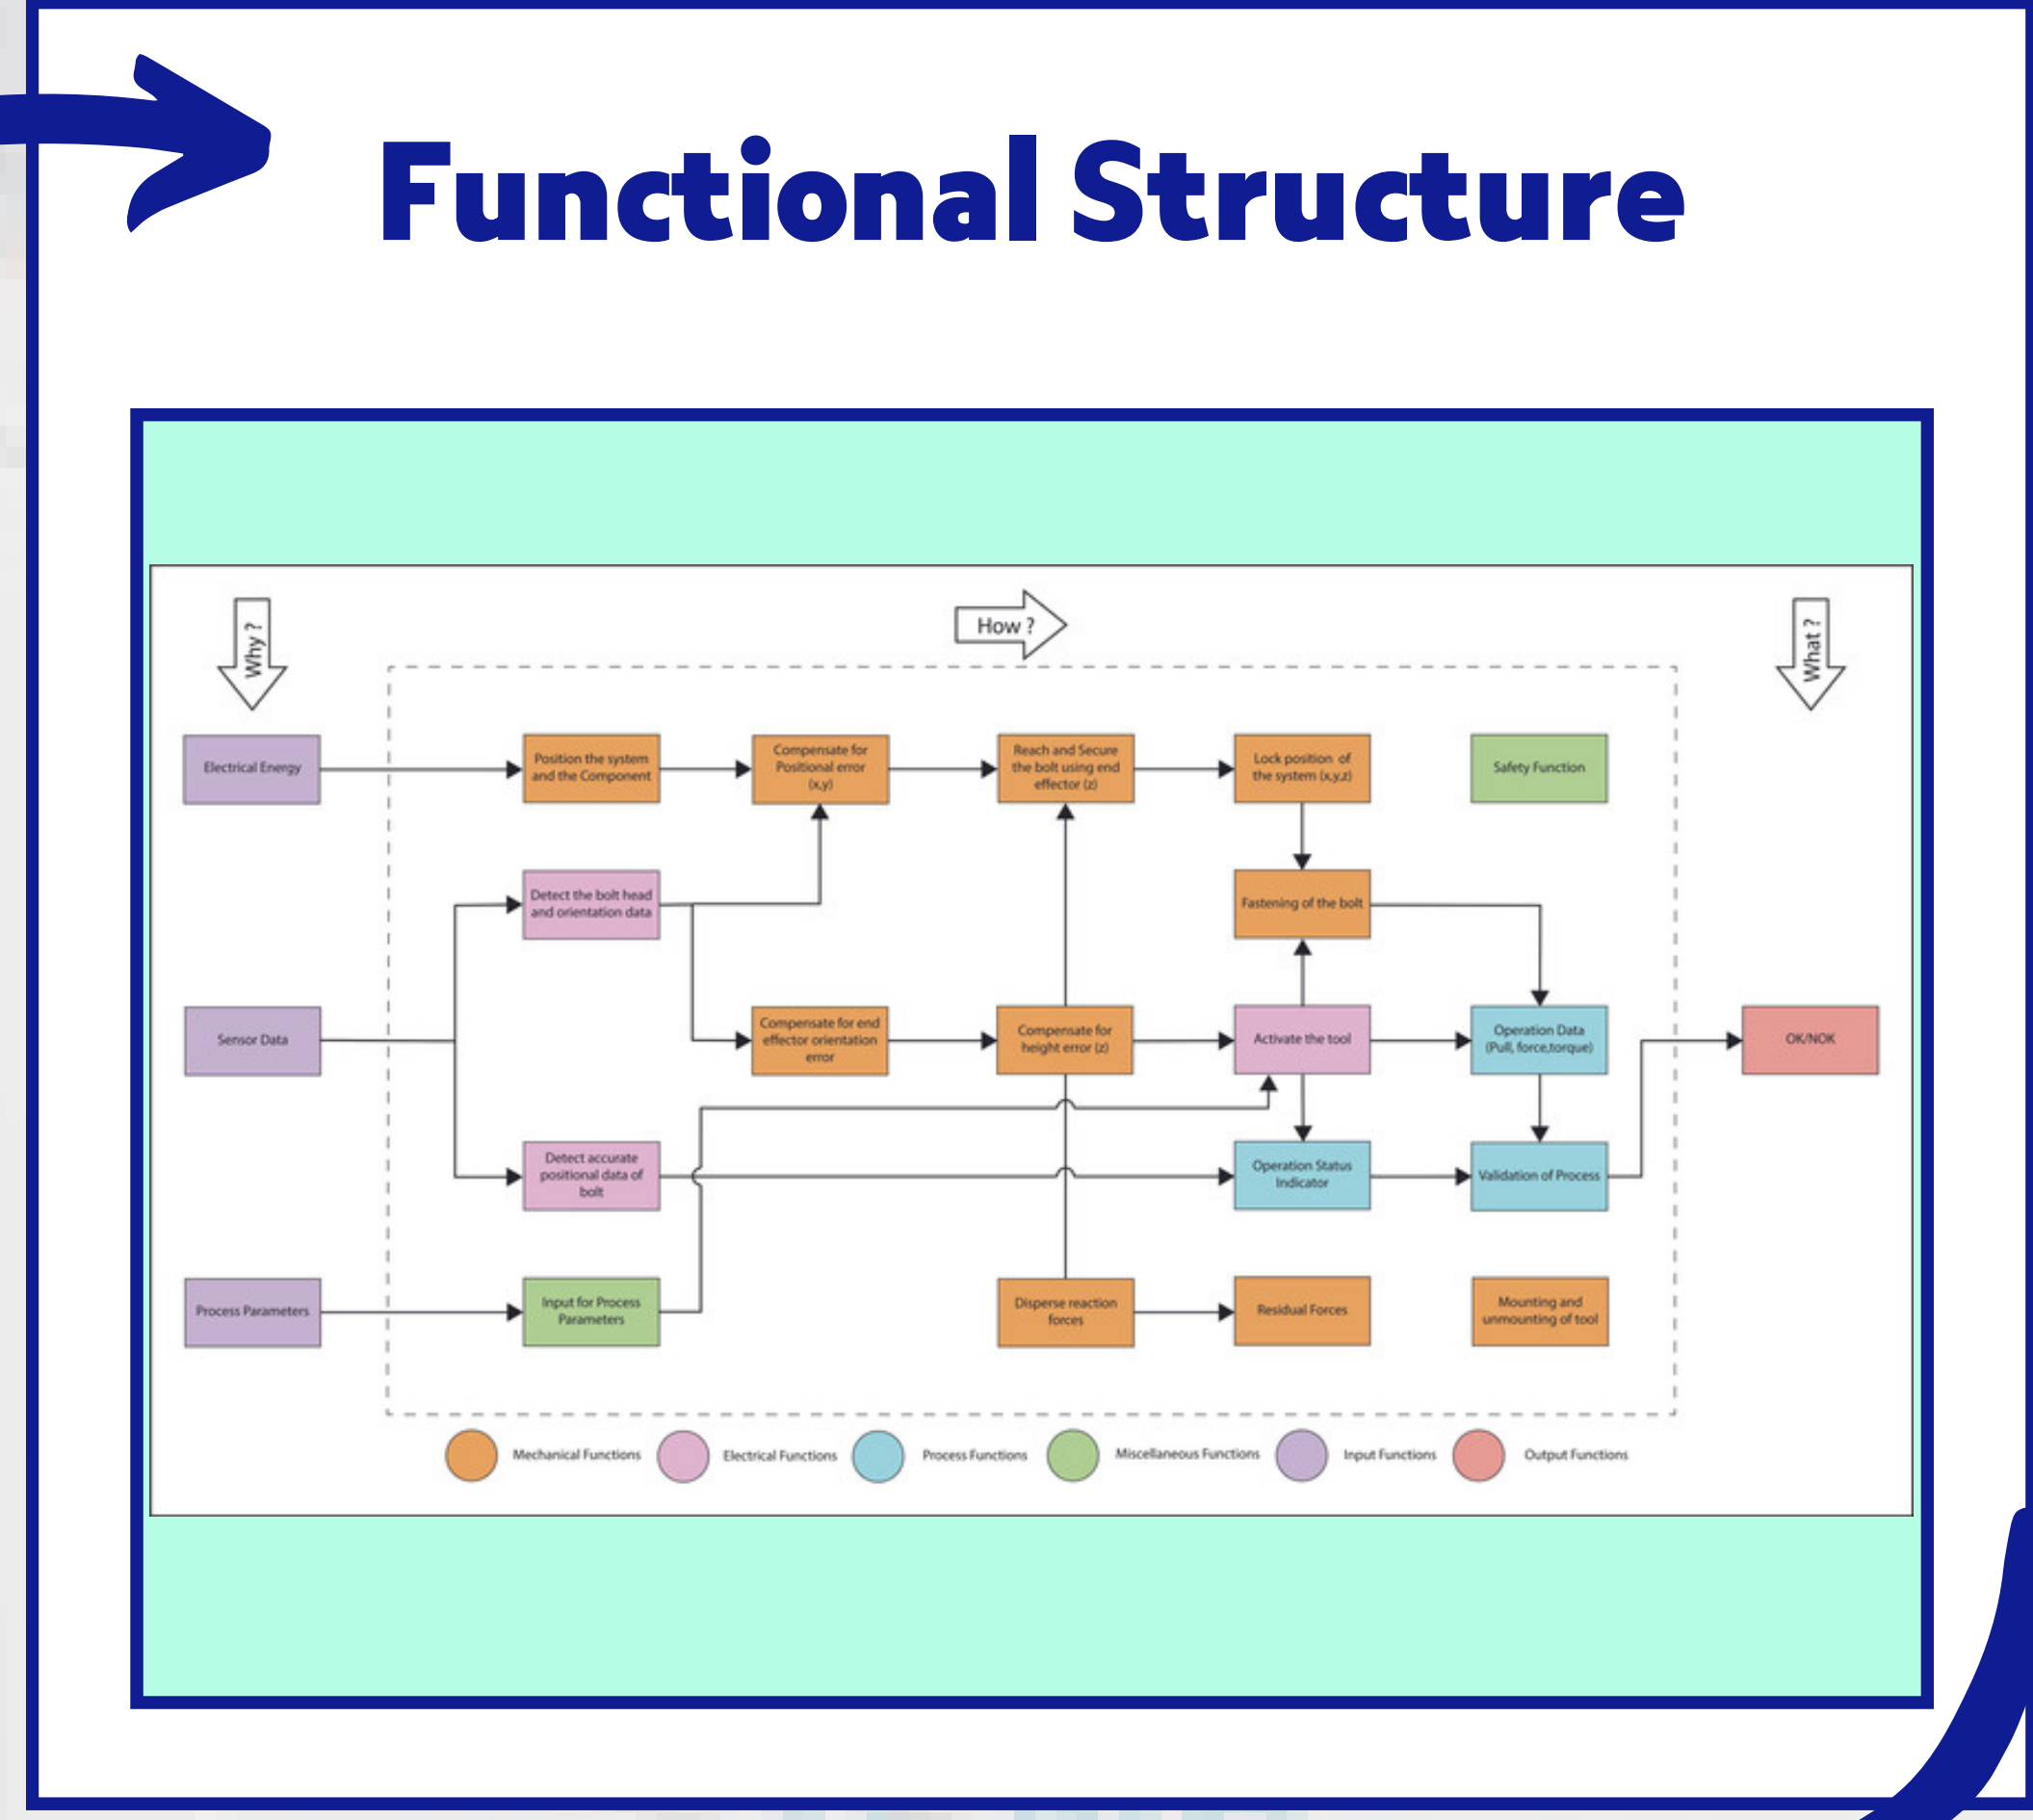 Functional Structure
Why ?
How ?
What ?
Electrical Energy
Position the system
and the Component
Compensate for
Positional error
(x,y)
Reach and Secure
the bolt using end
effector (z)
Lock position of
the system (x,y,z)
Safety Function
Detect the bolt head
and orientation data
Fastening of the bolt
Sensor Data
Compensate for end
effector orientation
error
Compensate for
height error (z)
Activate the tool
Operation Data
(Pull, force,torque)
OK/NOK
Detect accurate
positional data of
bolt
Operation Status
Indicator
Validation of Process
Process Parameters
Input for Process
Parameters
Disperse reaction
forces
Residual Forces
Mounting and
unmounting of tool
Mechanical Functions
Electrical Functions
Process Functions
Miscellaneous Functions
Input Functions
Output Functions